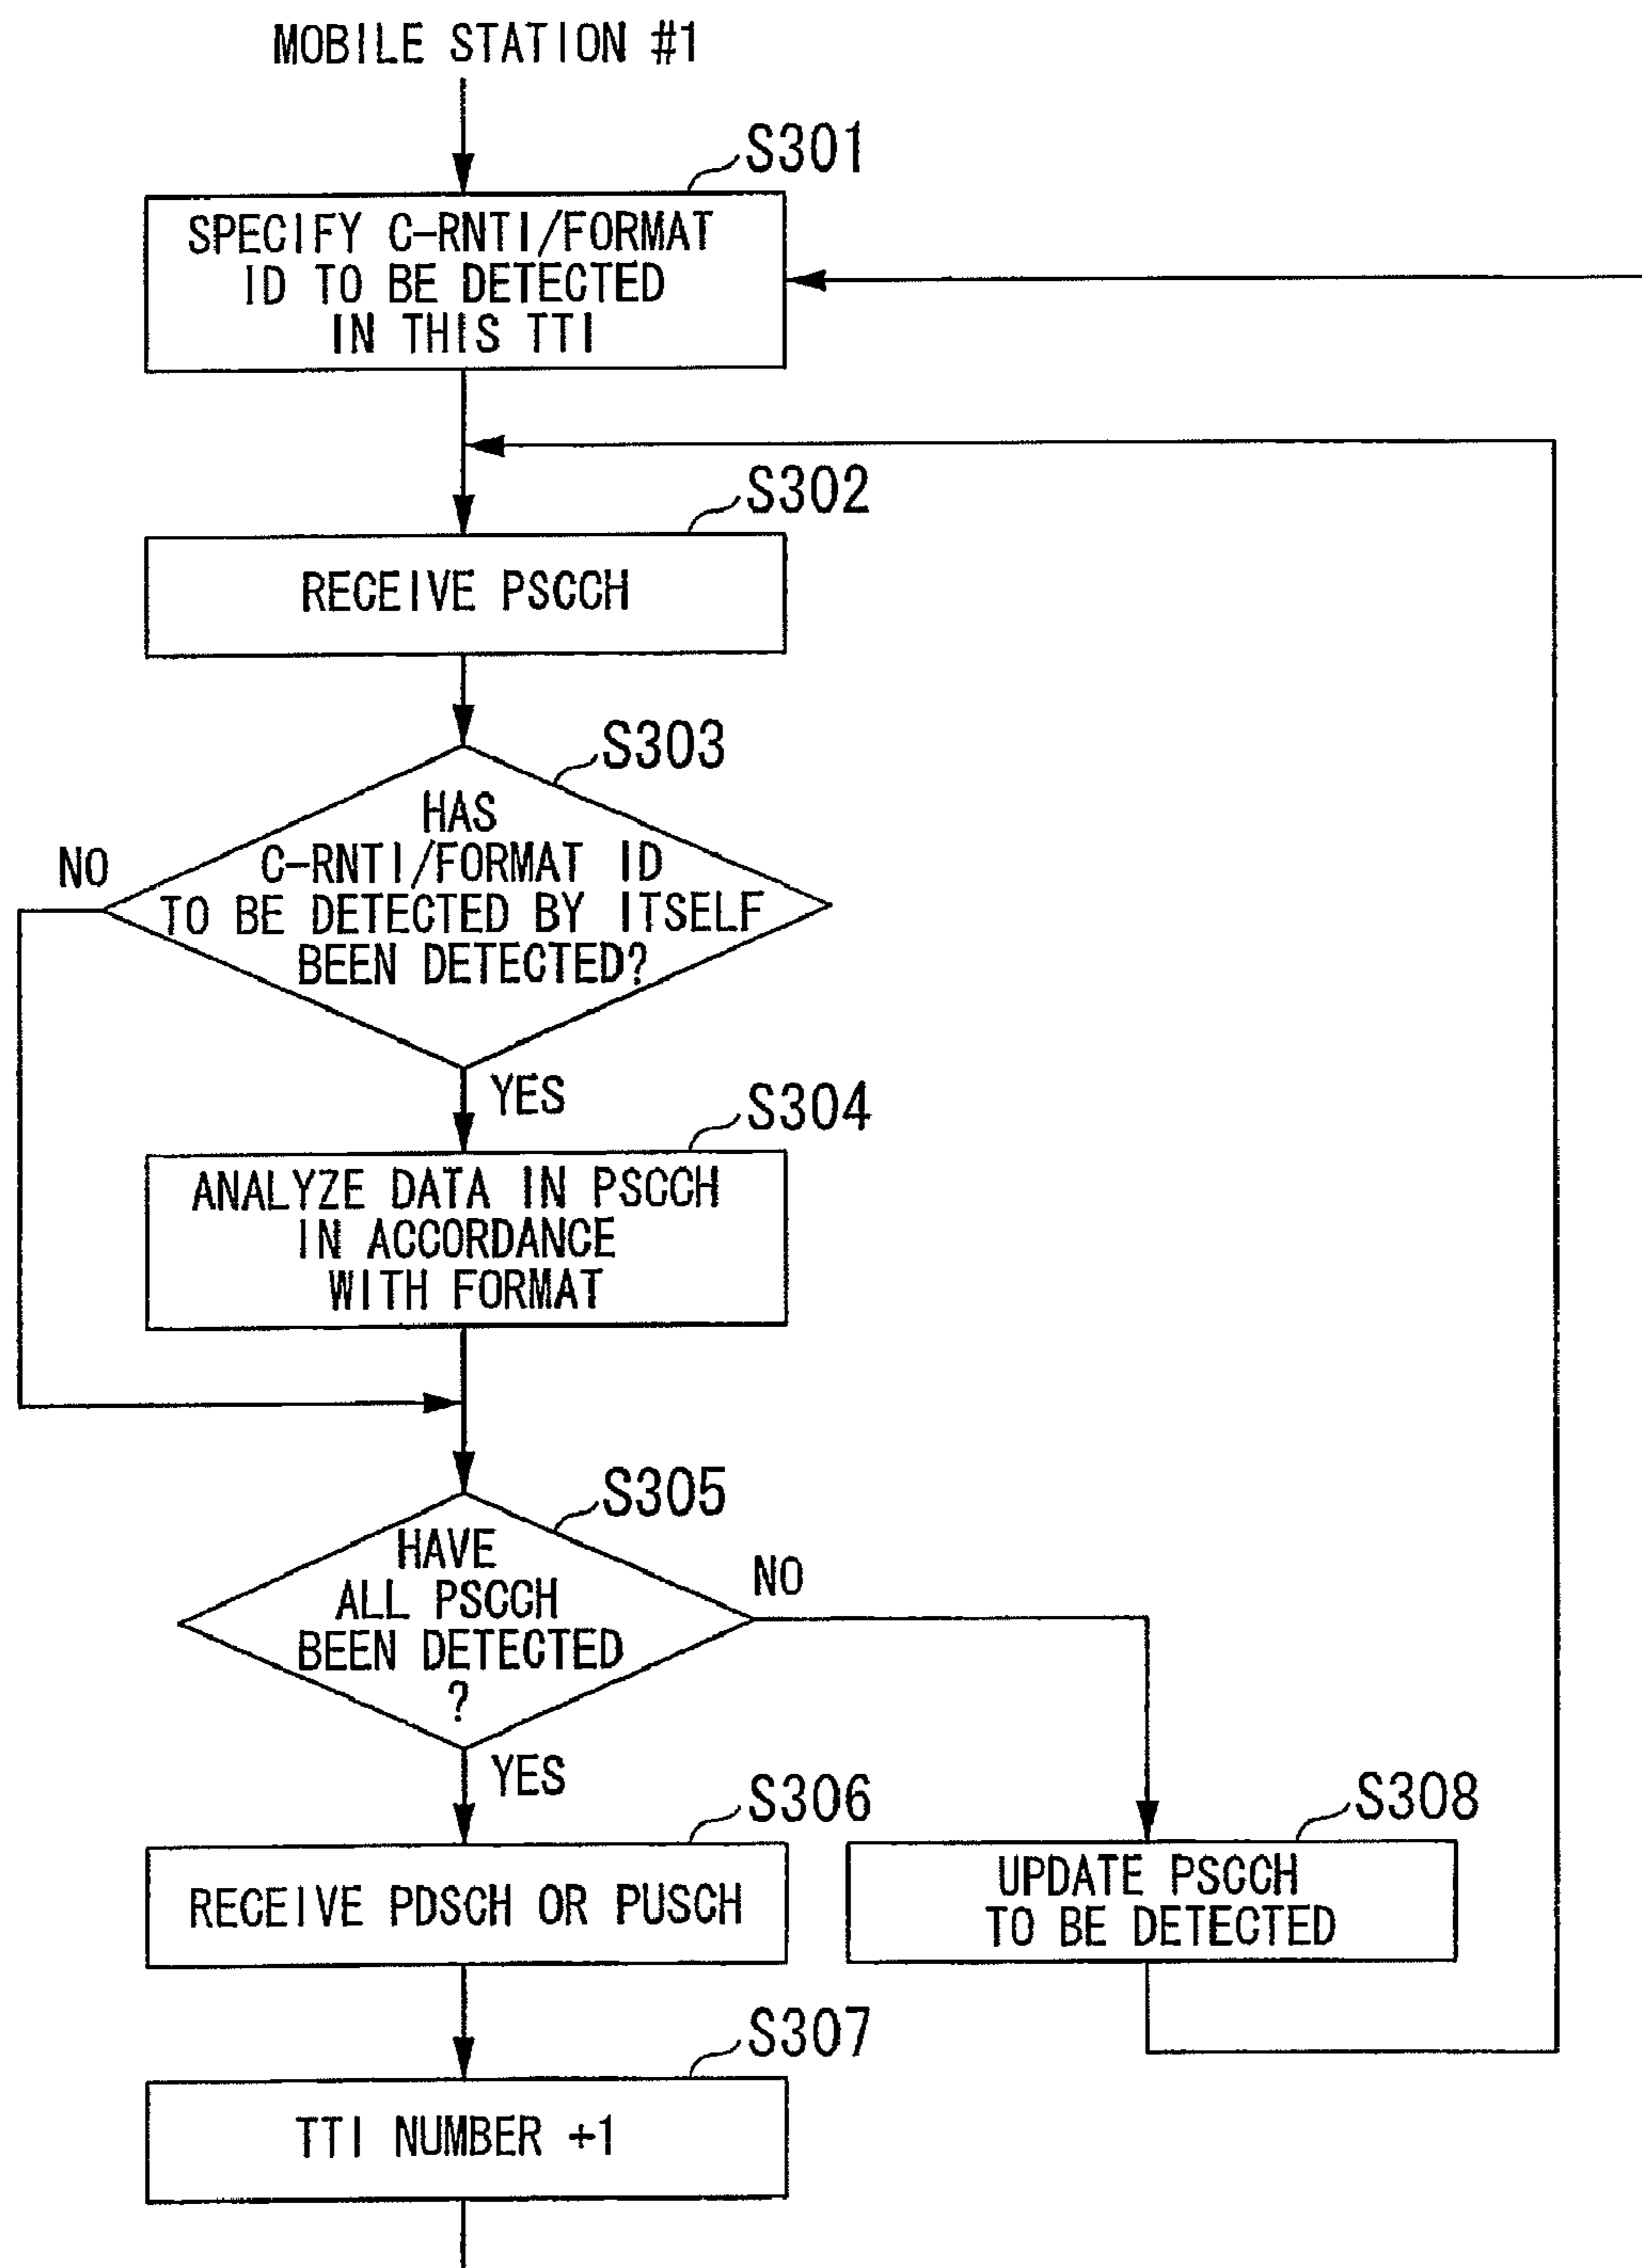 MOBILE STATION #1
S301
SPECIFY C-RNTI/FORMAT
ID TO BE DETECTED
IN THIS TTI
S302
RECEIVE PSCCH
S303
HAS
C-RNTI/FORMAT ID
TO BE DETECTED BY ITSELF
BEEN DETECTED?
NO
YES
S304
ANALYZE DATA IN PSCCH
IN ACCORDANCE
WITH FORMAT
S305
HAVE
ALL PSCCH
BEEN DETECTED
?
NO
YES
S306
RECEIVE PDSCH OR PUSCH
S308
UPDATE PSCCH
TO BE DETECTED
S307
TTI NUMBER +1